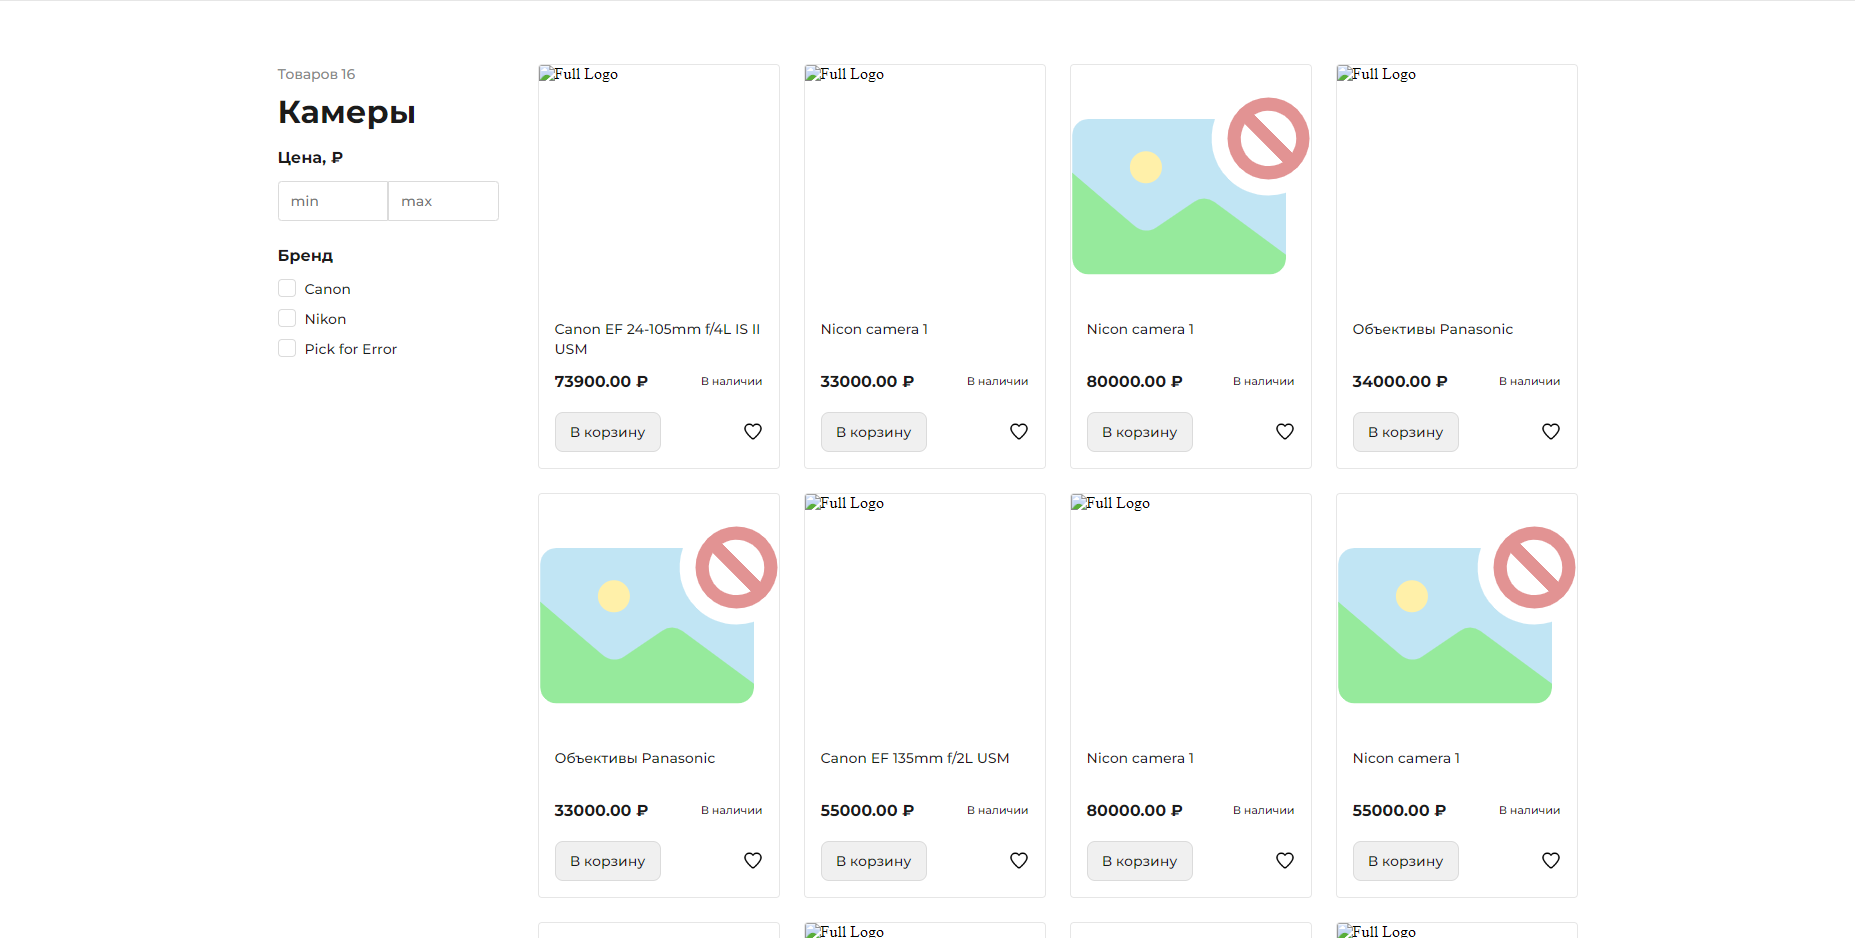 Товаров 16
Камеры
Цена, ₽
min
max
Бренд
Canon
Nikon
Pick for Error
Full Logo
Canon EF 24-105mm f/4L IS II
USM
73900.00 ₽
В наличии
В корзину
Full Logo
Nicon camera 1
33000.00 ₽
В наличии
В корзину
Nicon camera 1
80000.00 ₽
В наличии
В корзину
Full Logo
Объективы Panasonic
34000.00 ₽
В наличии
В корзину
Объективы Panasonic
33000.00 ₽
В наличии
В корзину
Full Logo
Canon EF 135mm f/2L USM
55000.00 ₽
В наличии
В корзину
Full Logo
Nicon camera 1
80000.00 ₽
В наличии
В корзину
Nicon camera 1
55000.00 ₽
В наличии
В корзину
Full Logo
Full Logo